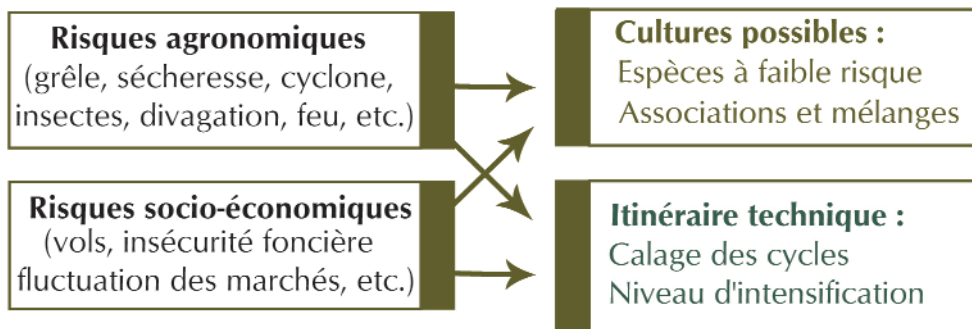 Risques agronomiques
(grêle, sécheresse, cyclone,
insectes, divagation, feu, etc.)
Risques socio-économiques
(vols, insécurité foncière
fluctuation des marchés, etc.)
Cultures possibles :
Espèces à faible risque
Associations et mélanges
Itinéraire technique :
Calage des cycles
Niveau d'intensification